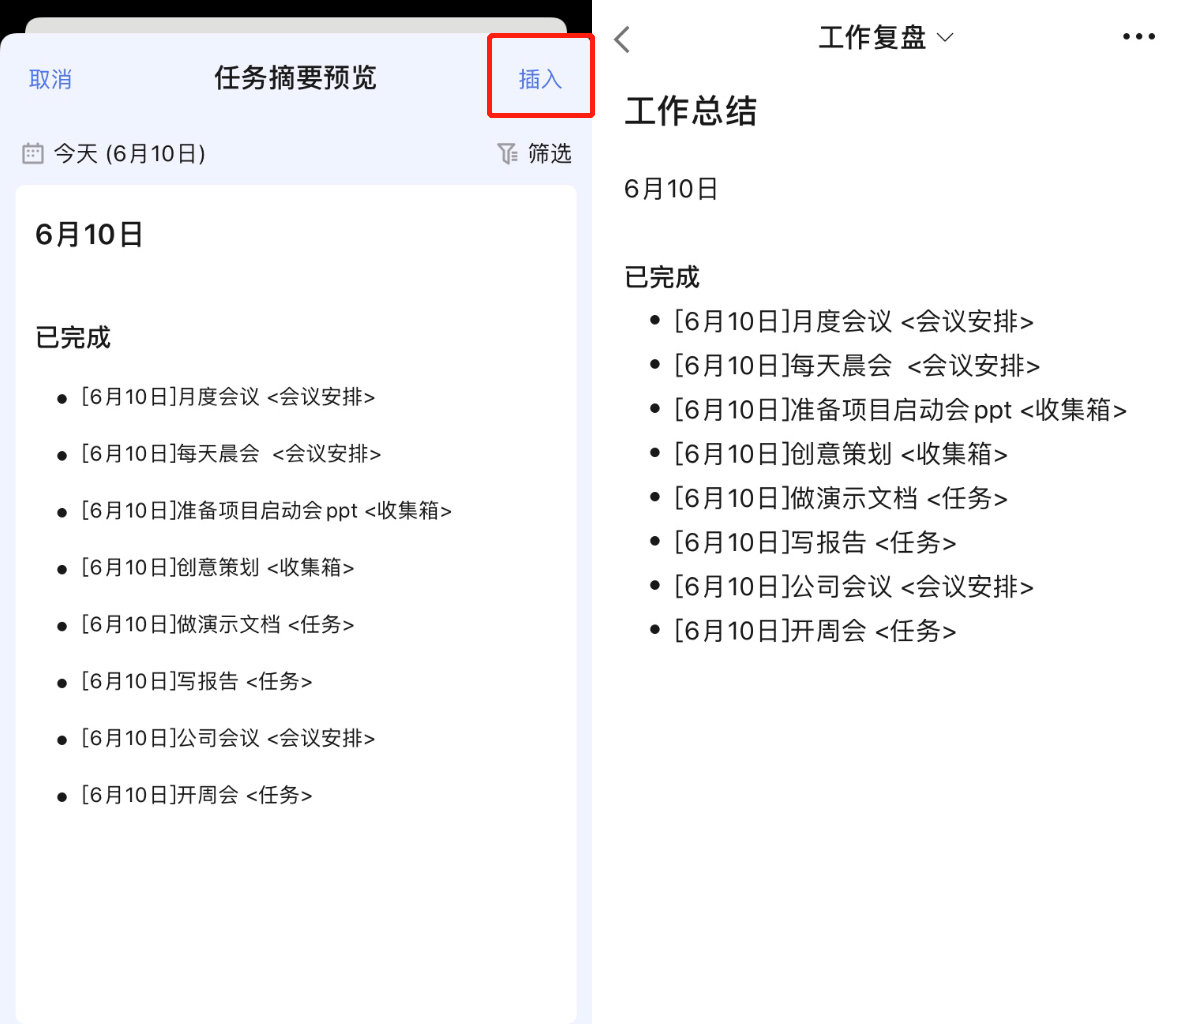 取消
任务摘要预览
插入
今天 (6月10日)
筛选
6月10日
已完成
[6月10日]月度会议 <会议安排>
[6月10日]每天晨会 <会议安排>
[6月10日]准备项目启动会ppt <收集箱>
[6月10日]创意策划 <收集箱>
[6月10日]做演示文档 <任务>
[6月10日]写报告 <任务>
[6月10日]公司会议 <会议安排>
[6月10日]开周会 <任务>
工作复盘
工作总结
6月10日
已完成
[6月10日]月度会议 <会议安排>
[6月10日]每天晨会 <会议安排>
[6月10日]准备项目启动会ppt <收集箱>
[6月10日]创意策划 <收集箱>
[6月10日]做演示文档 <任务>
[6月10日]写报告 <任务>
[6月10日]公司会议 <会议安排>
[6月10日]开周会 <任务>